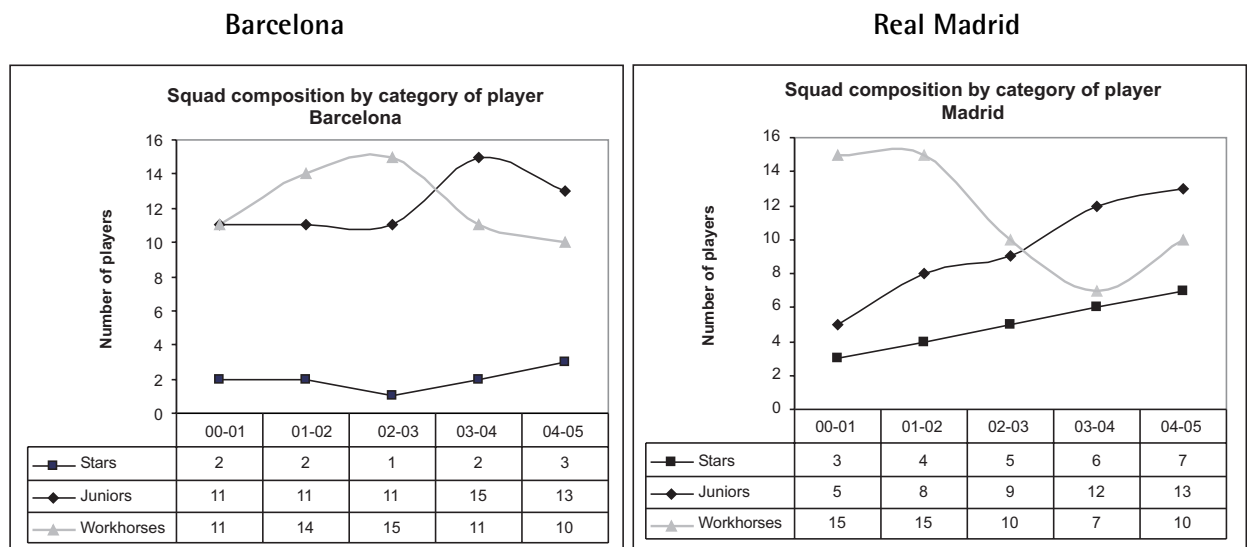 Barcelona
Squad composition by category of player
Barcelona
Number of players
16
14
12
10
8
6
4
2
0
00-01 01-02 02-03 03-04 04-05
Stars 2 2 1 2 3
Juniors 11 11 11 15 13
Workhorses 11 14 15 11 10
Real Madrid
Squad composition by category of player
Madrid
Number of players
16
14
12
10
8
6
4
2
0
00-01 01-02 02-03 03-04 04-05
Stars 3 4 5 6 7
Juniors 5 8 9 12 13
Workhorses 15 15 10 7 10